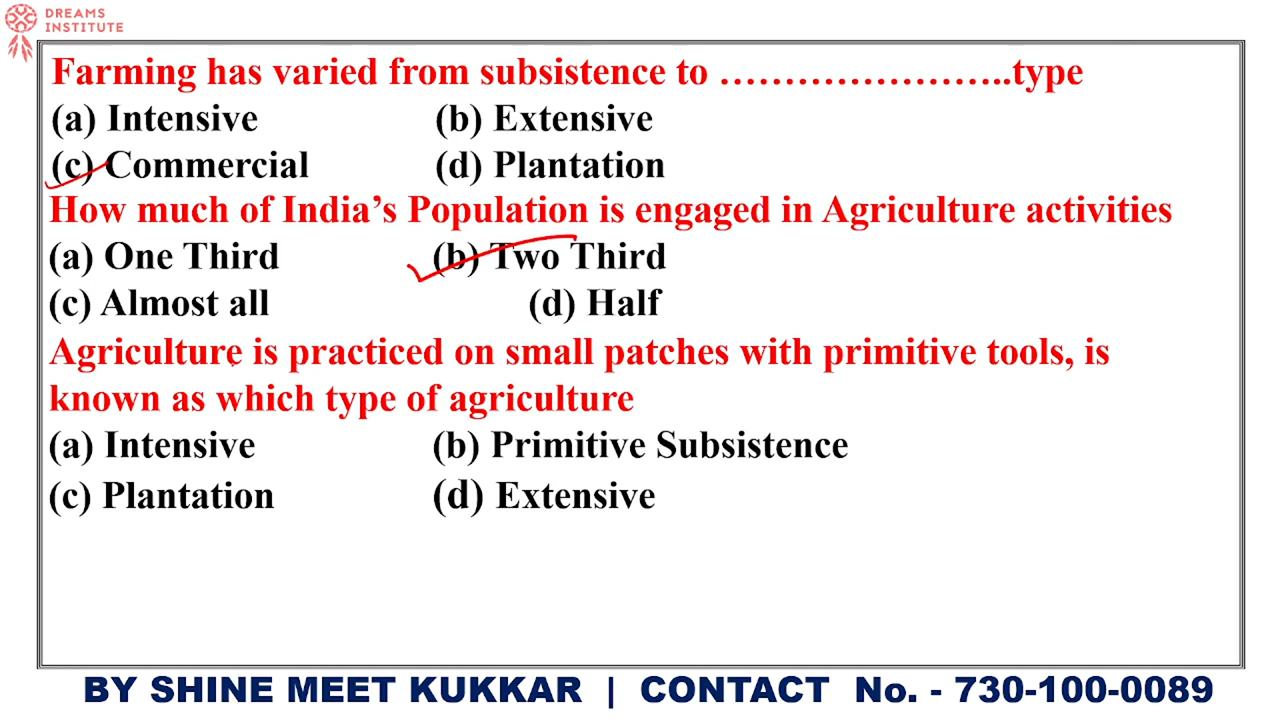 DREAMS
INSTITUTE
Farming has varied from subsistence to ……………………..type
(a) Intensive (b) Extensive
(c) Commercial (d) Plantation
How much of India’s Population is engaged in Agriculture activities
(a) One Third (b) Two Third
(c) Almost all (d) Half
Agriculture is practiced on small patches with primitive tools, is
known as which type of agriculture
(a) Intensive (b) Primitive Subsistence
(c) Plantation (d) Extensive
BY SHINE MEET KUKKAR | CONTACT No. - 730-100-0089